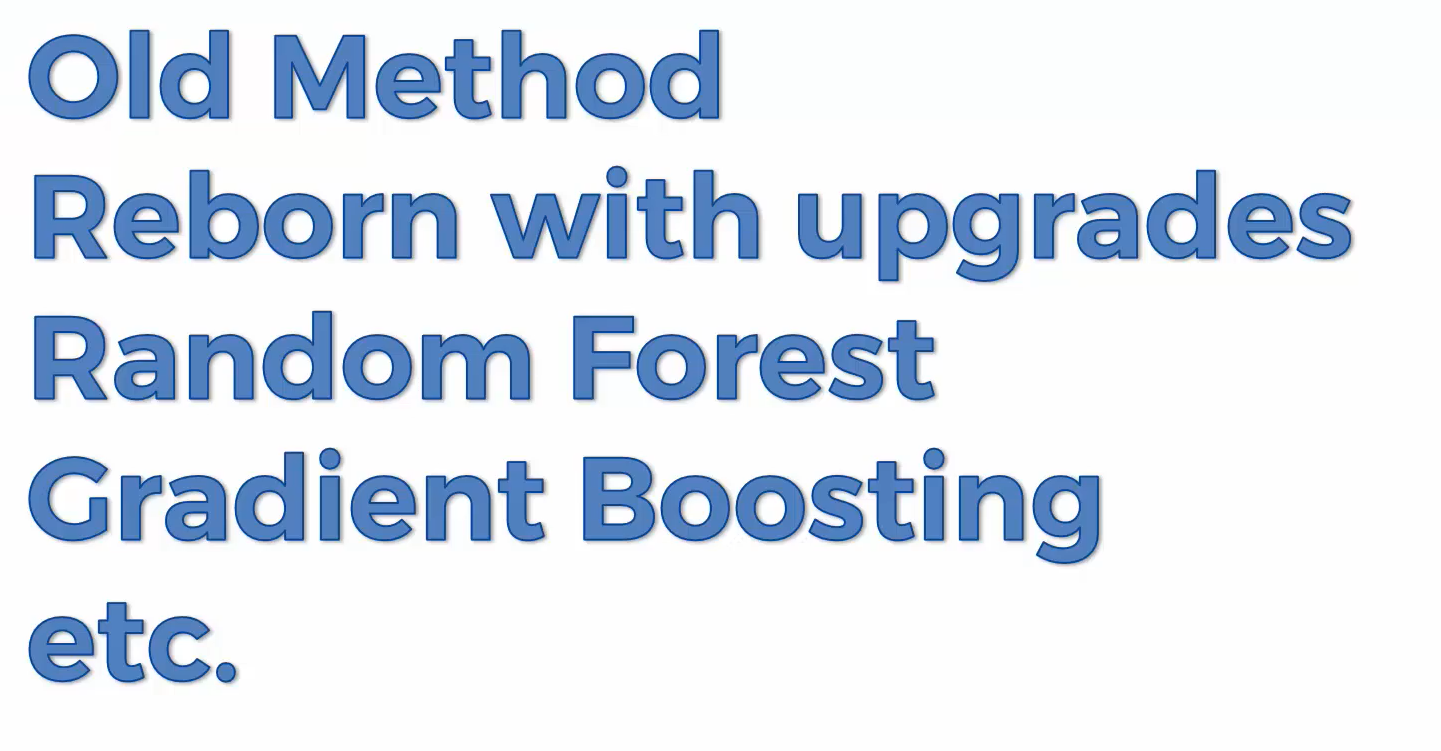 Old Method
Reborn with upgrades
Random Forest
Gradient Boosting
etc.